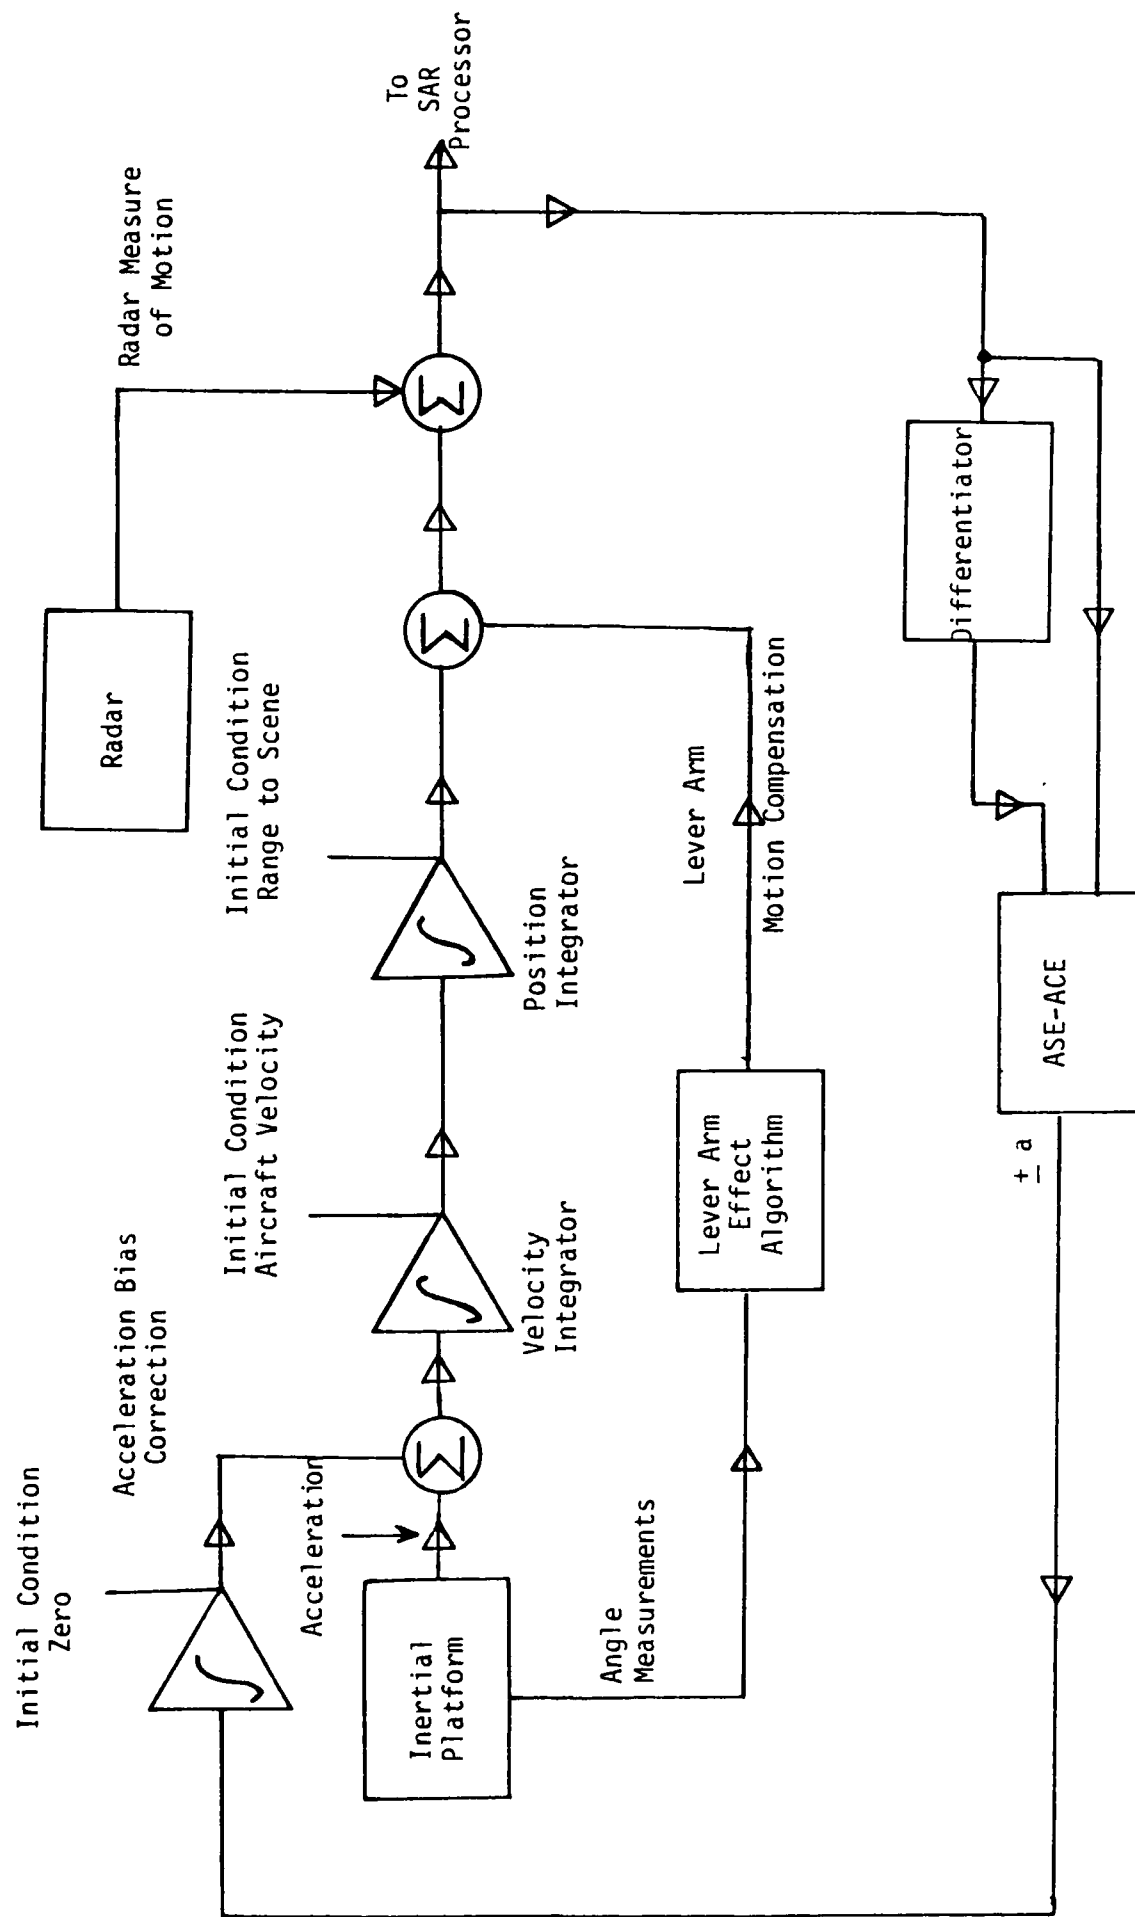 Initial Condition
Zero
Acceleration Bias
Correction
Initial Condition
Aircraft Velocity
Initial Condition
Range to Scene
Radar
Radar Measure
of Motion
Acceleration
Inertial
Platform
Σ
∫
∫
Velocity
Integrator
∫
Position
Integrator
Σ
Σ
To
SAR
Processor
Angle
Measurements
Lever Arm
Effect
Algorithm
Lever Arm
Motion Compensation
Differentiator
ASE-ACE
± a